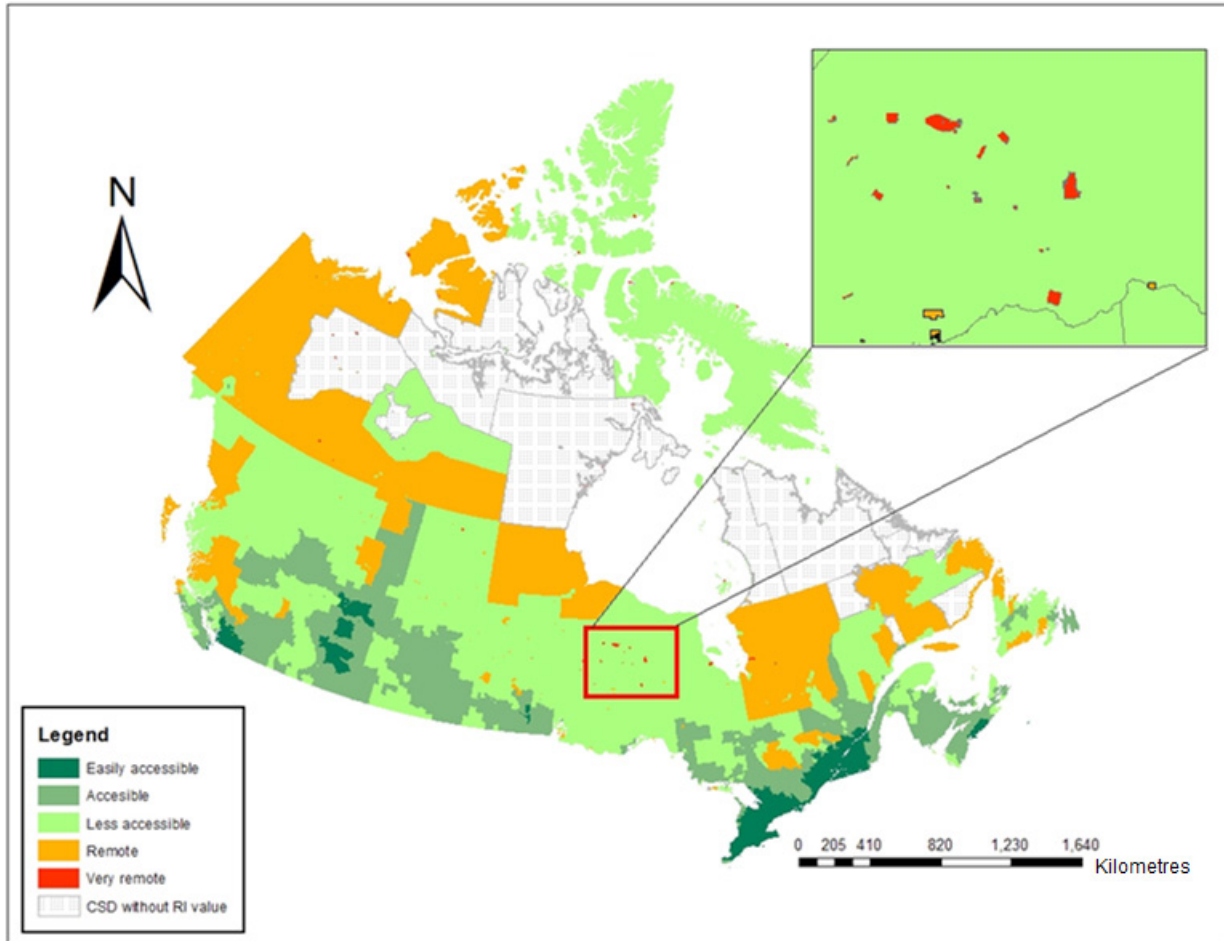 N
Legend
Easily accessible
Accesible
Less accessible
Remote
Very remote
CSD without RI value
0 205 410 820 1,230 1,640
Kilometres